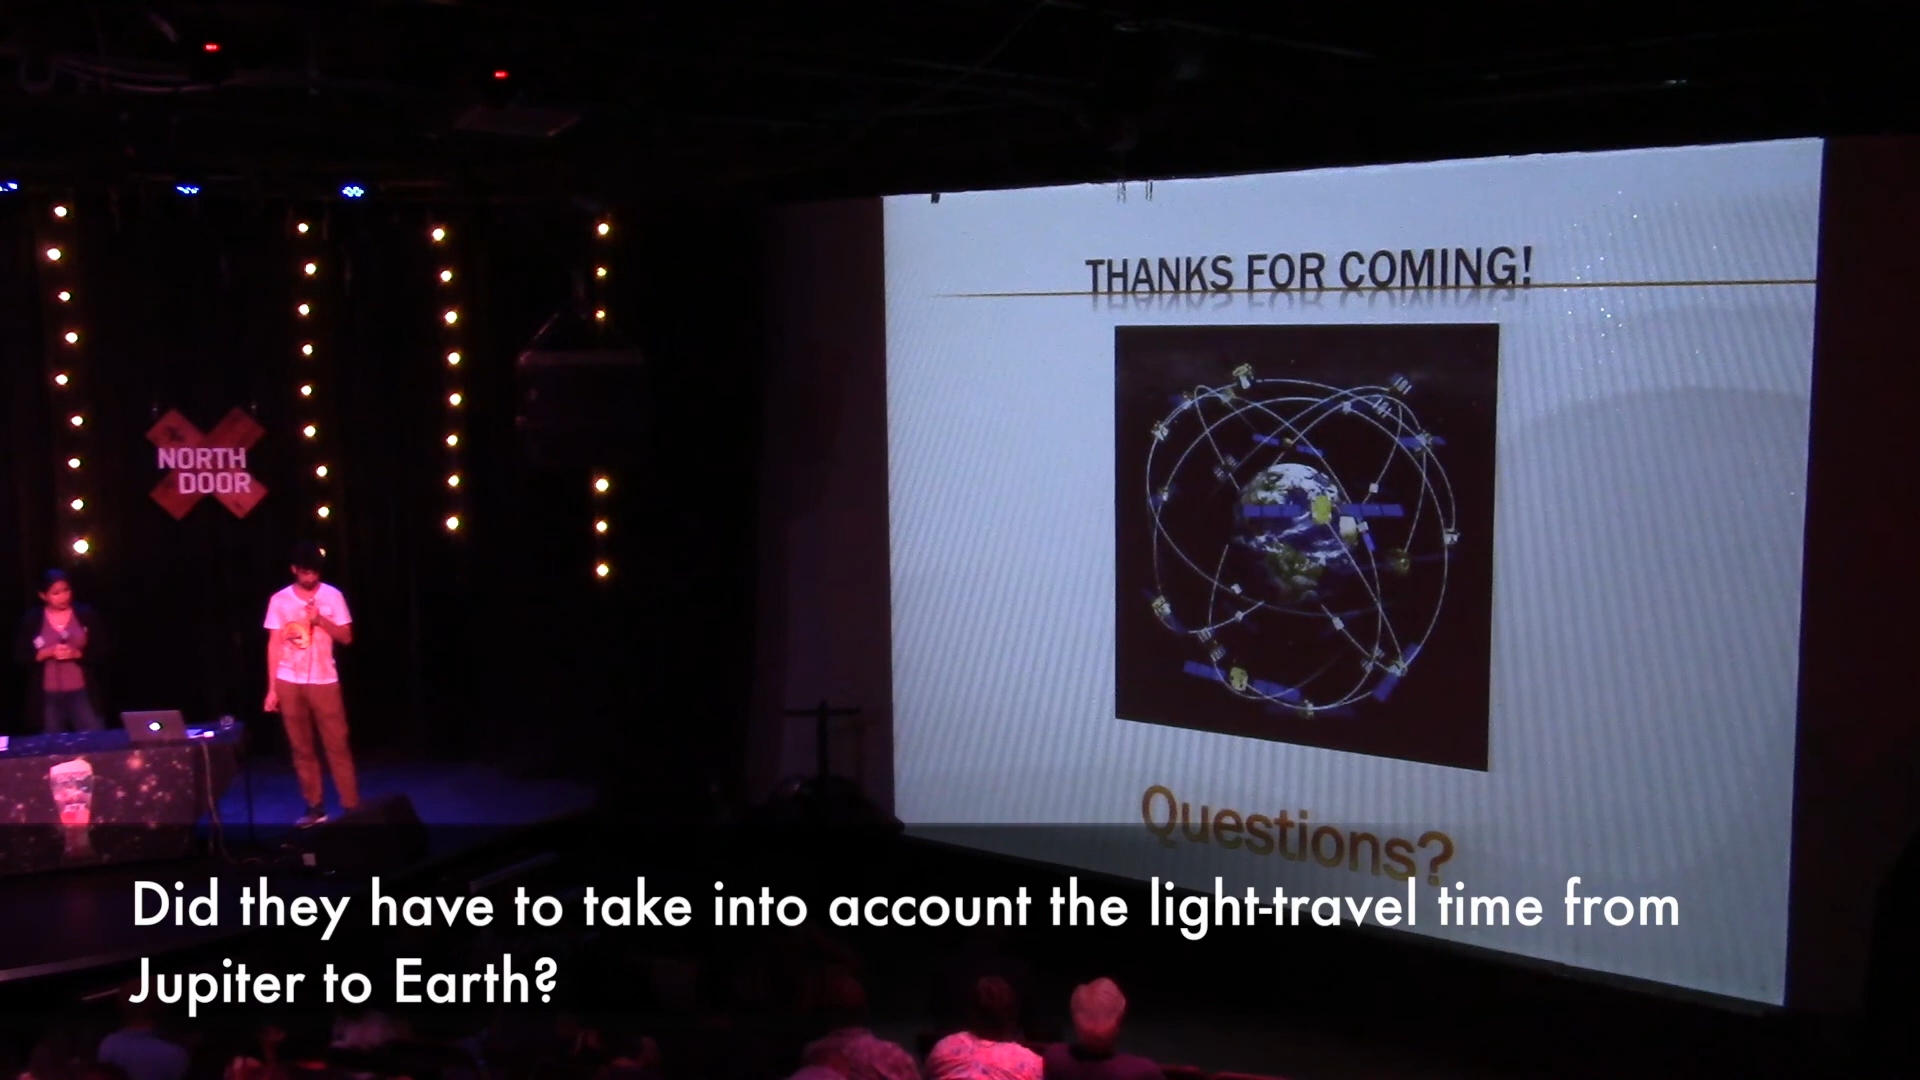 THANKS FOR COMING!
NORTH
DOOR
Questions?
Did they have to take into account the light-travel time from
Jupiter to Earth?